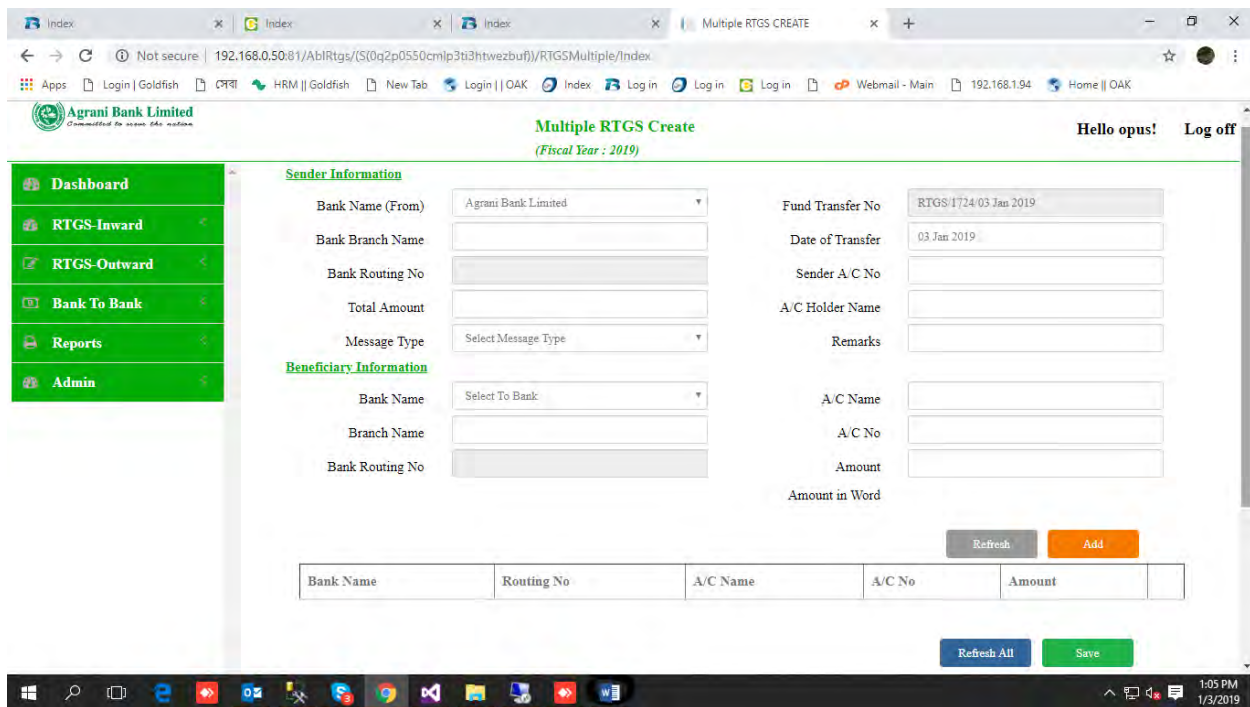 Index Index Index Multiple RTGS CREATE
Not secure 192.168.0.50:81/AblRtgs/(S(0q2p0550cmlp3ti3htwezbuf))/RTGSMultiple/Index
Apps Login | Goldfish সেবা HRM || Goldfish New Tab Login || OAK Index Log in Log in Log in Webmail - Main 192.168.1.94 Home || OAK
Agrani Bank Limited
Committed to serve the nation
Multiple RTGS Create
Hello opus! Log off
(Fiscal Year : 2019)
Dashboard
RTGS-Inward
RTGS-Outward
Bank To Bank
Reports
Admin
Sender Information
Bank Name (From) Agrani Bank Limited Fund Transfer No RTGS/1724/03 Jan 2019
Bank Branch Name Date of Transfer 03 Jan 2019
Bank Routing No Sender A/C No
Total Amount A/C Holder Name
Message Type Select Message Type Remarks
Beneficiary Information
Bank Name Select To Bank A/C Name
Branch Name A/C No
Bank Routing No Amount
Amount in Word
Refresh Add
Bank Name Routing No A/C Name A/C No Amount
Refresh All Save
1:05 PM
1/3/2019